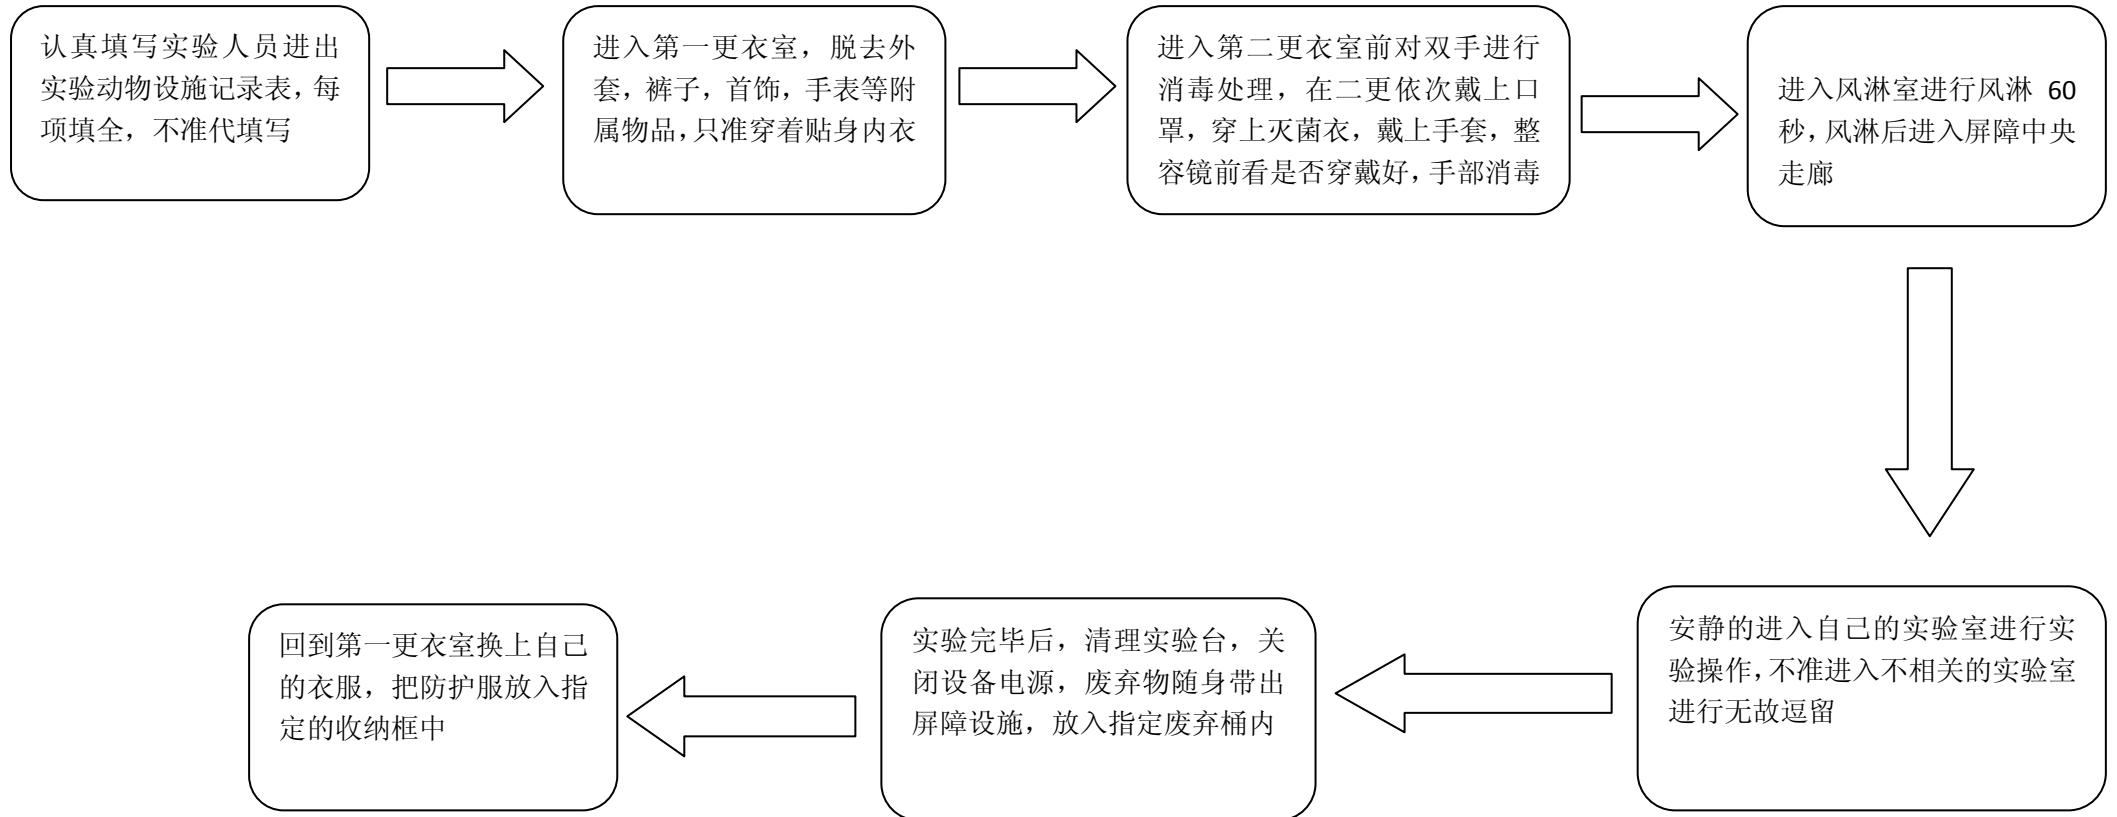 认真填写实验人员进出
实验动物设施记录表，每
项填全，不准代填写
进入第一更衣室，脱去外
套，裤子，首饰，手表等附
属物品，只准穿着贴身内衣
进入第二更衣室前对双手进行
消毒处理，在二更依次戴上口
罩，穿上灭菌衣，戴上手套，整
容镜前看是否穿戴好，手部消毒
进入风淋室进行风淋 60
秒，风淋后进入屏障中央
走廊
安静的进入自己的实验室进行实
验操作，不准进入不相关的实验室
进行无故逗留
实验完毕后，清理实验台，关
闭设备电源，废弃物随身带出
屏障设施，放入指定废弃桶内
回到第一更衣室换上自己
的衣服，把防护服放入指
定的收纳框中